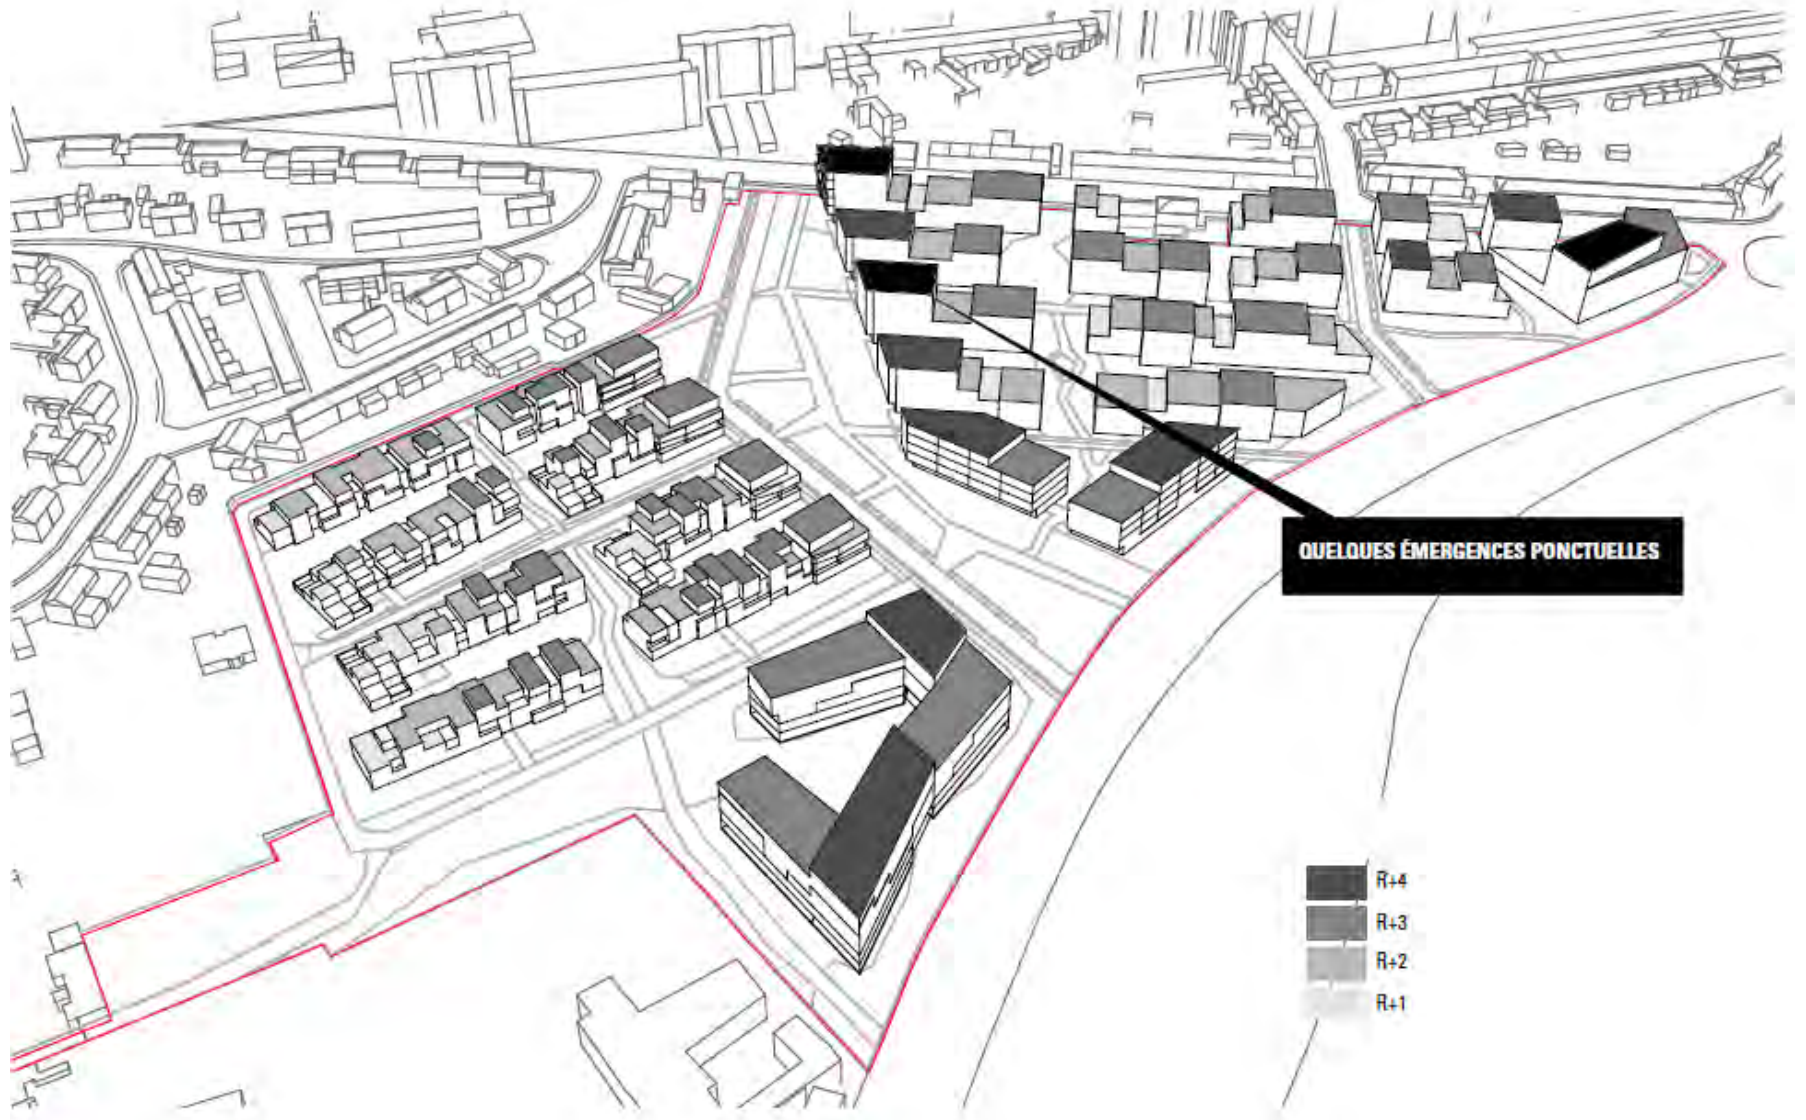 QUELQUES ÉMERGENCES PONCTUELLES
R+4
R+3
R+2
R+1